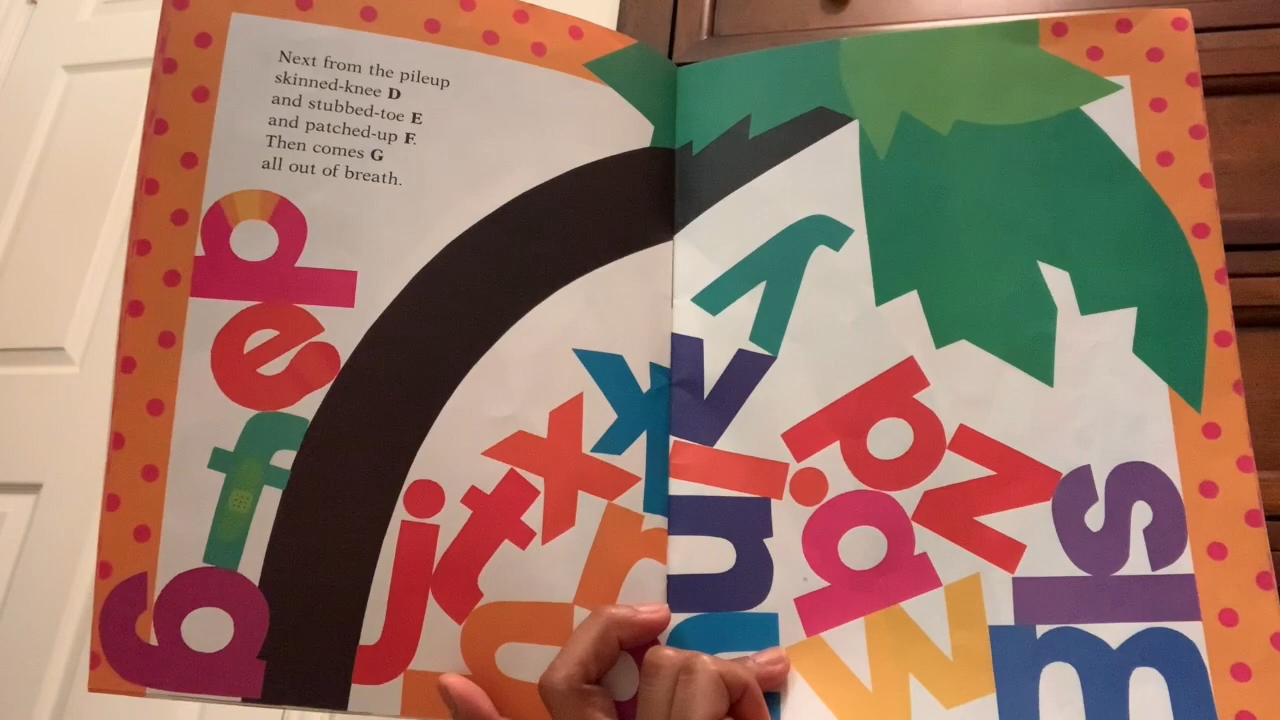 Next from the pileup
skinned-knee D
and stubbed-toe E
and patched-up F.
Then comes G
all out of breath.
d
e
f
g
j
t
x
k
r
y
v
i
n
p
q
z
w
s
l
m